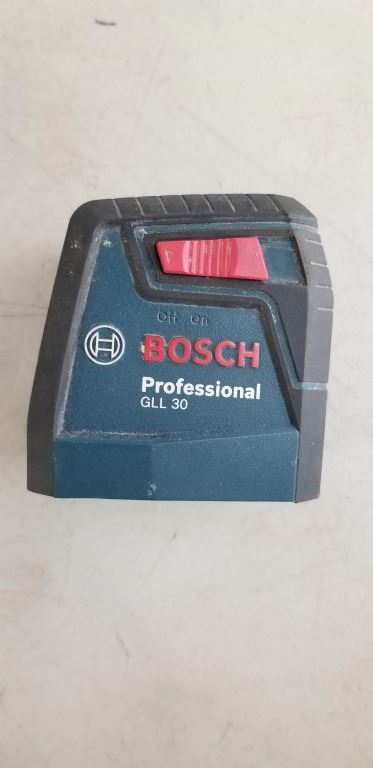 Off On
BOSCH
Professional
GLL 30